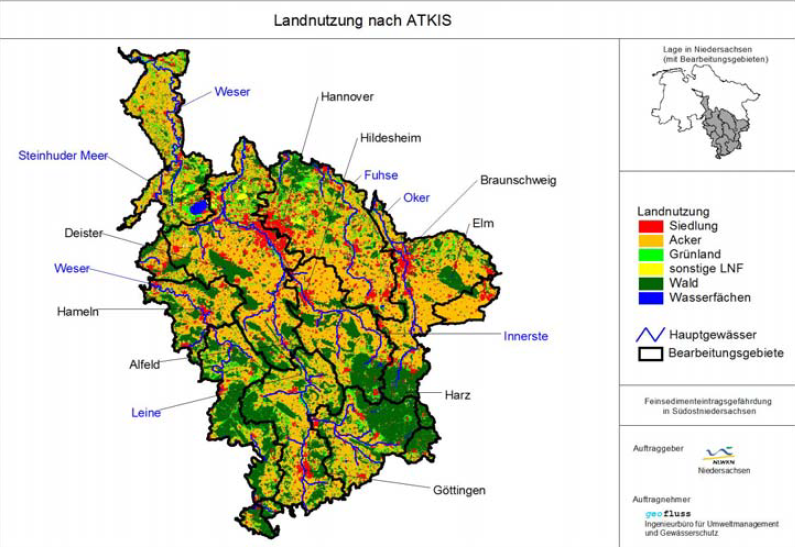 Landnutzung nach ATKIS
Weser
Hannover
Hildesheim
Steinhuder Meer
Fuhse
Braunschweig
Oker
Elm
Deister
Weser
Hameln
Innerste
Alfeld
Harz
Leine
Göttingen
Lage in Niedersachsen
(mit Bearbeitungsgebieten)
Landnutzung
Siedlung
Acker
Grünland
sonstige LNF
Wald
Wasserfächen
Hauptgewässer
Bearbeitungsgebiete
Feinsedimenteintragsgefährdung
in Südostniedersachsen
Auftraggeber
NLWKN
Niedersachsen
Auftragnehmer
geofluss
Ingenieurbüro für Umweltmanagement
und Gewässerschutz